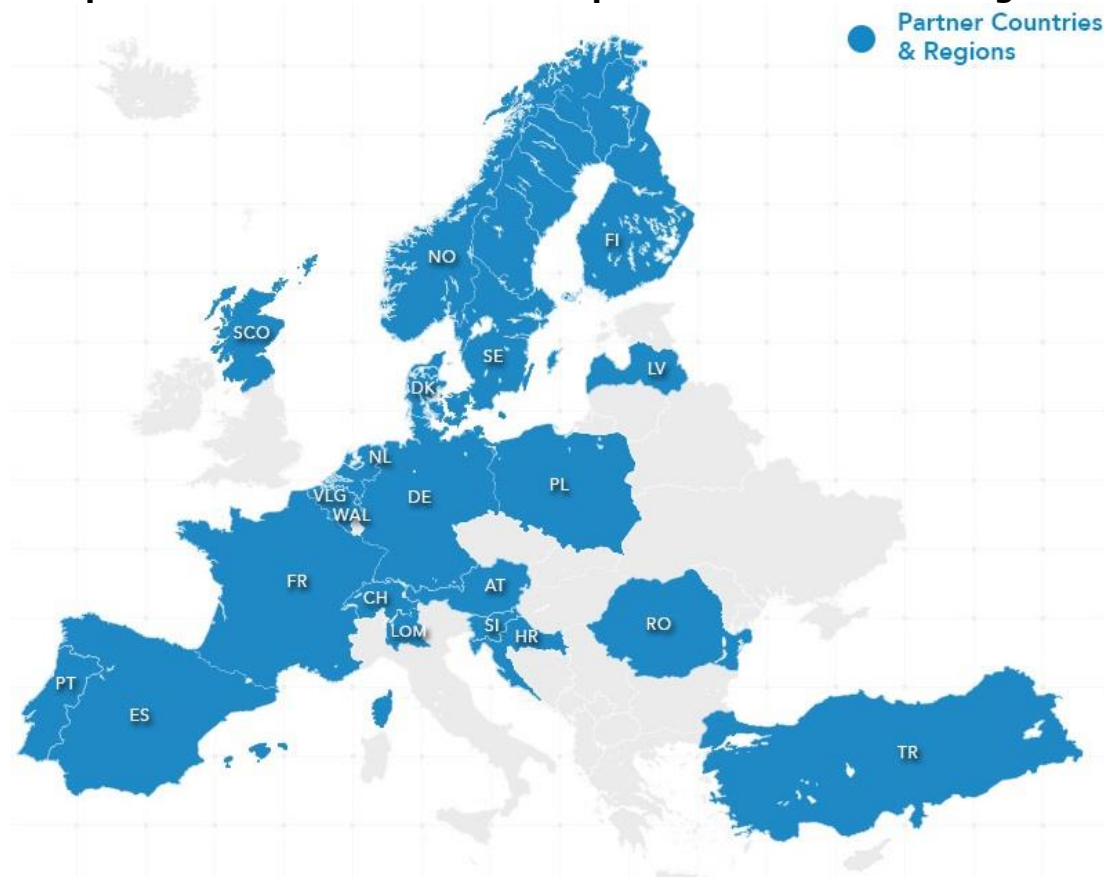 Partner Countries
& Regions
NO
FI
SCO
SE
LV
DK
NL
PL
VLG
DE
WAL
FR
AT
CH
SI
RO
LOM
HR
PT
ES
TR